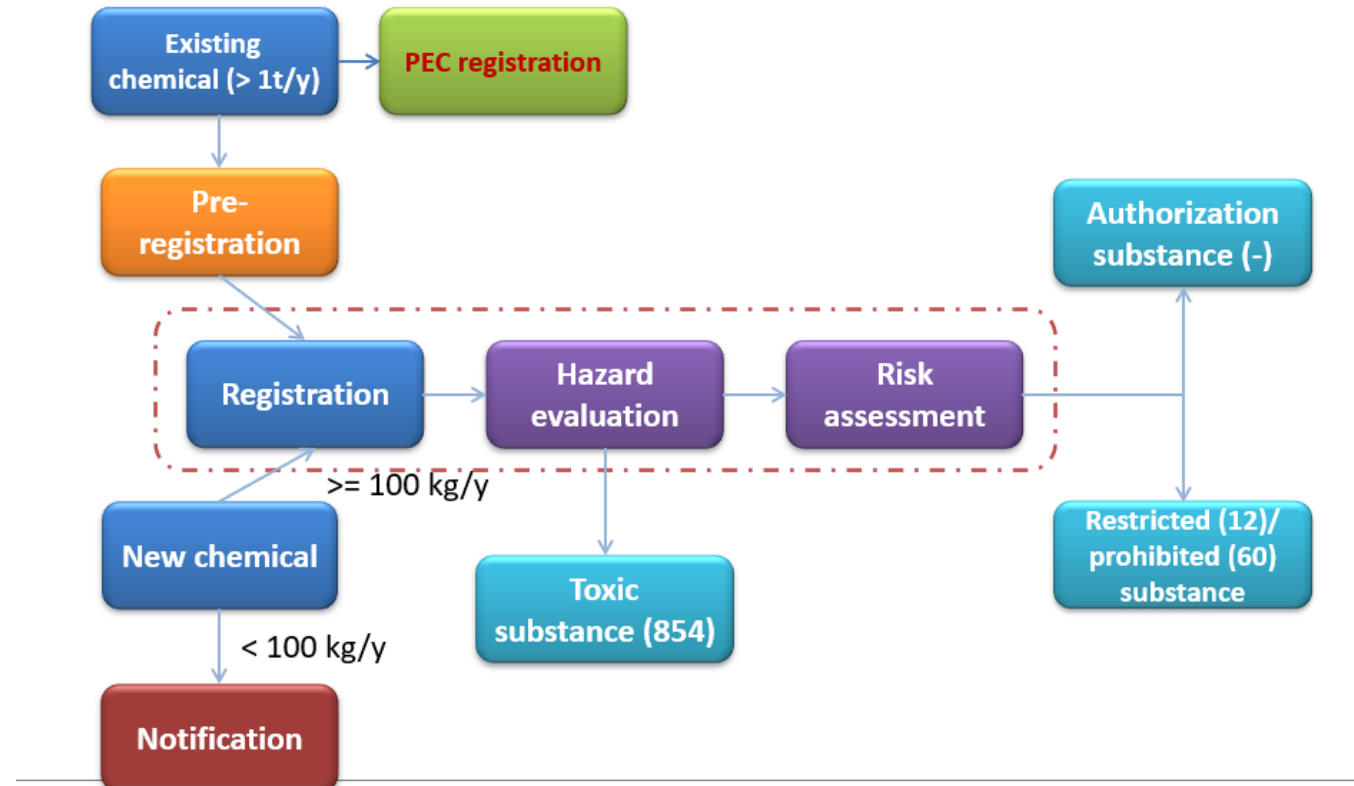 Existing
chemical (> 1t/y)
PEC registration
Pre-
registration
Authorization
substance (-)
Registration
Hazard
evaluation
Risk
assessment
>= 100 kg/y
New chemical
Restricted (12)/
prohibited (60)
substance
Toxic
substance (854)
< 100 kg/y
Notification